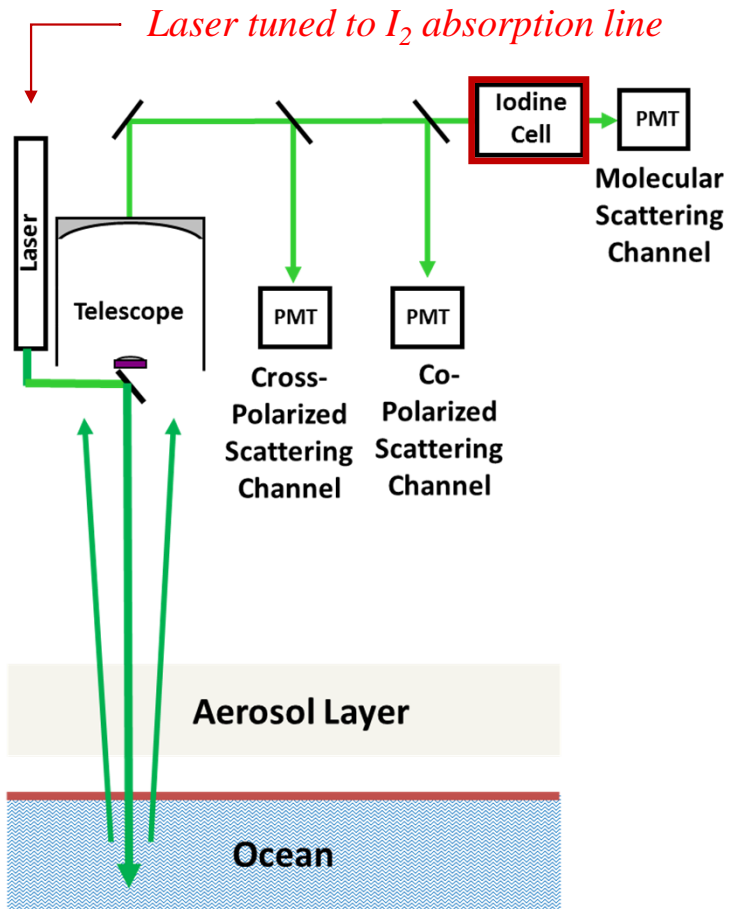 Laser tuned to I₂ absorption line
Iodine
Cell
PMT
Molecular
Scattering
Channel
Laser
Telescope
PMT
Cross-
Polarized
Scattering
Channel
PMT
Co-
Polarized
Scattering
Channel
Aerosol Layer
Ocean